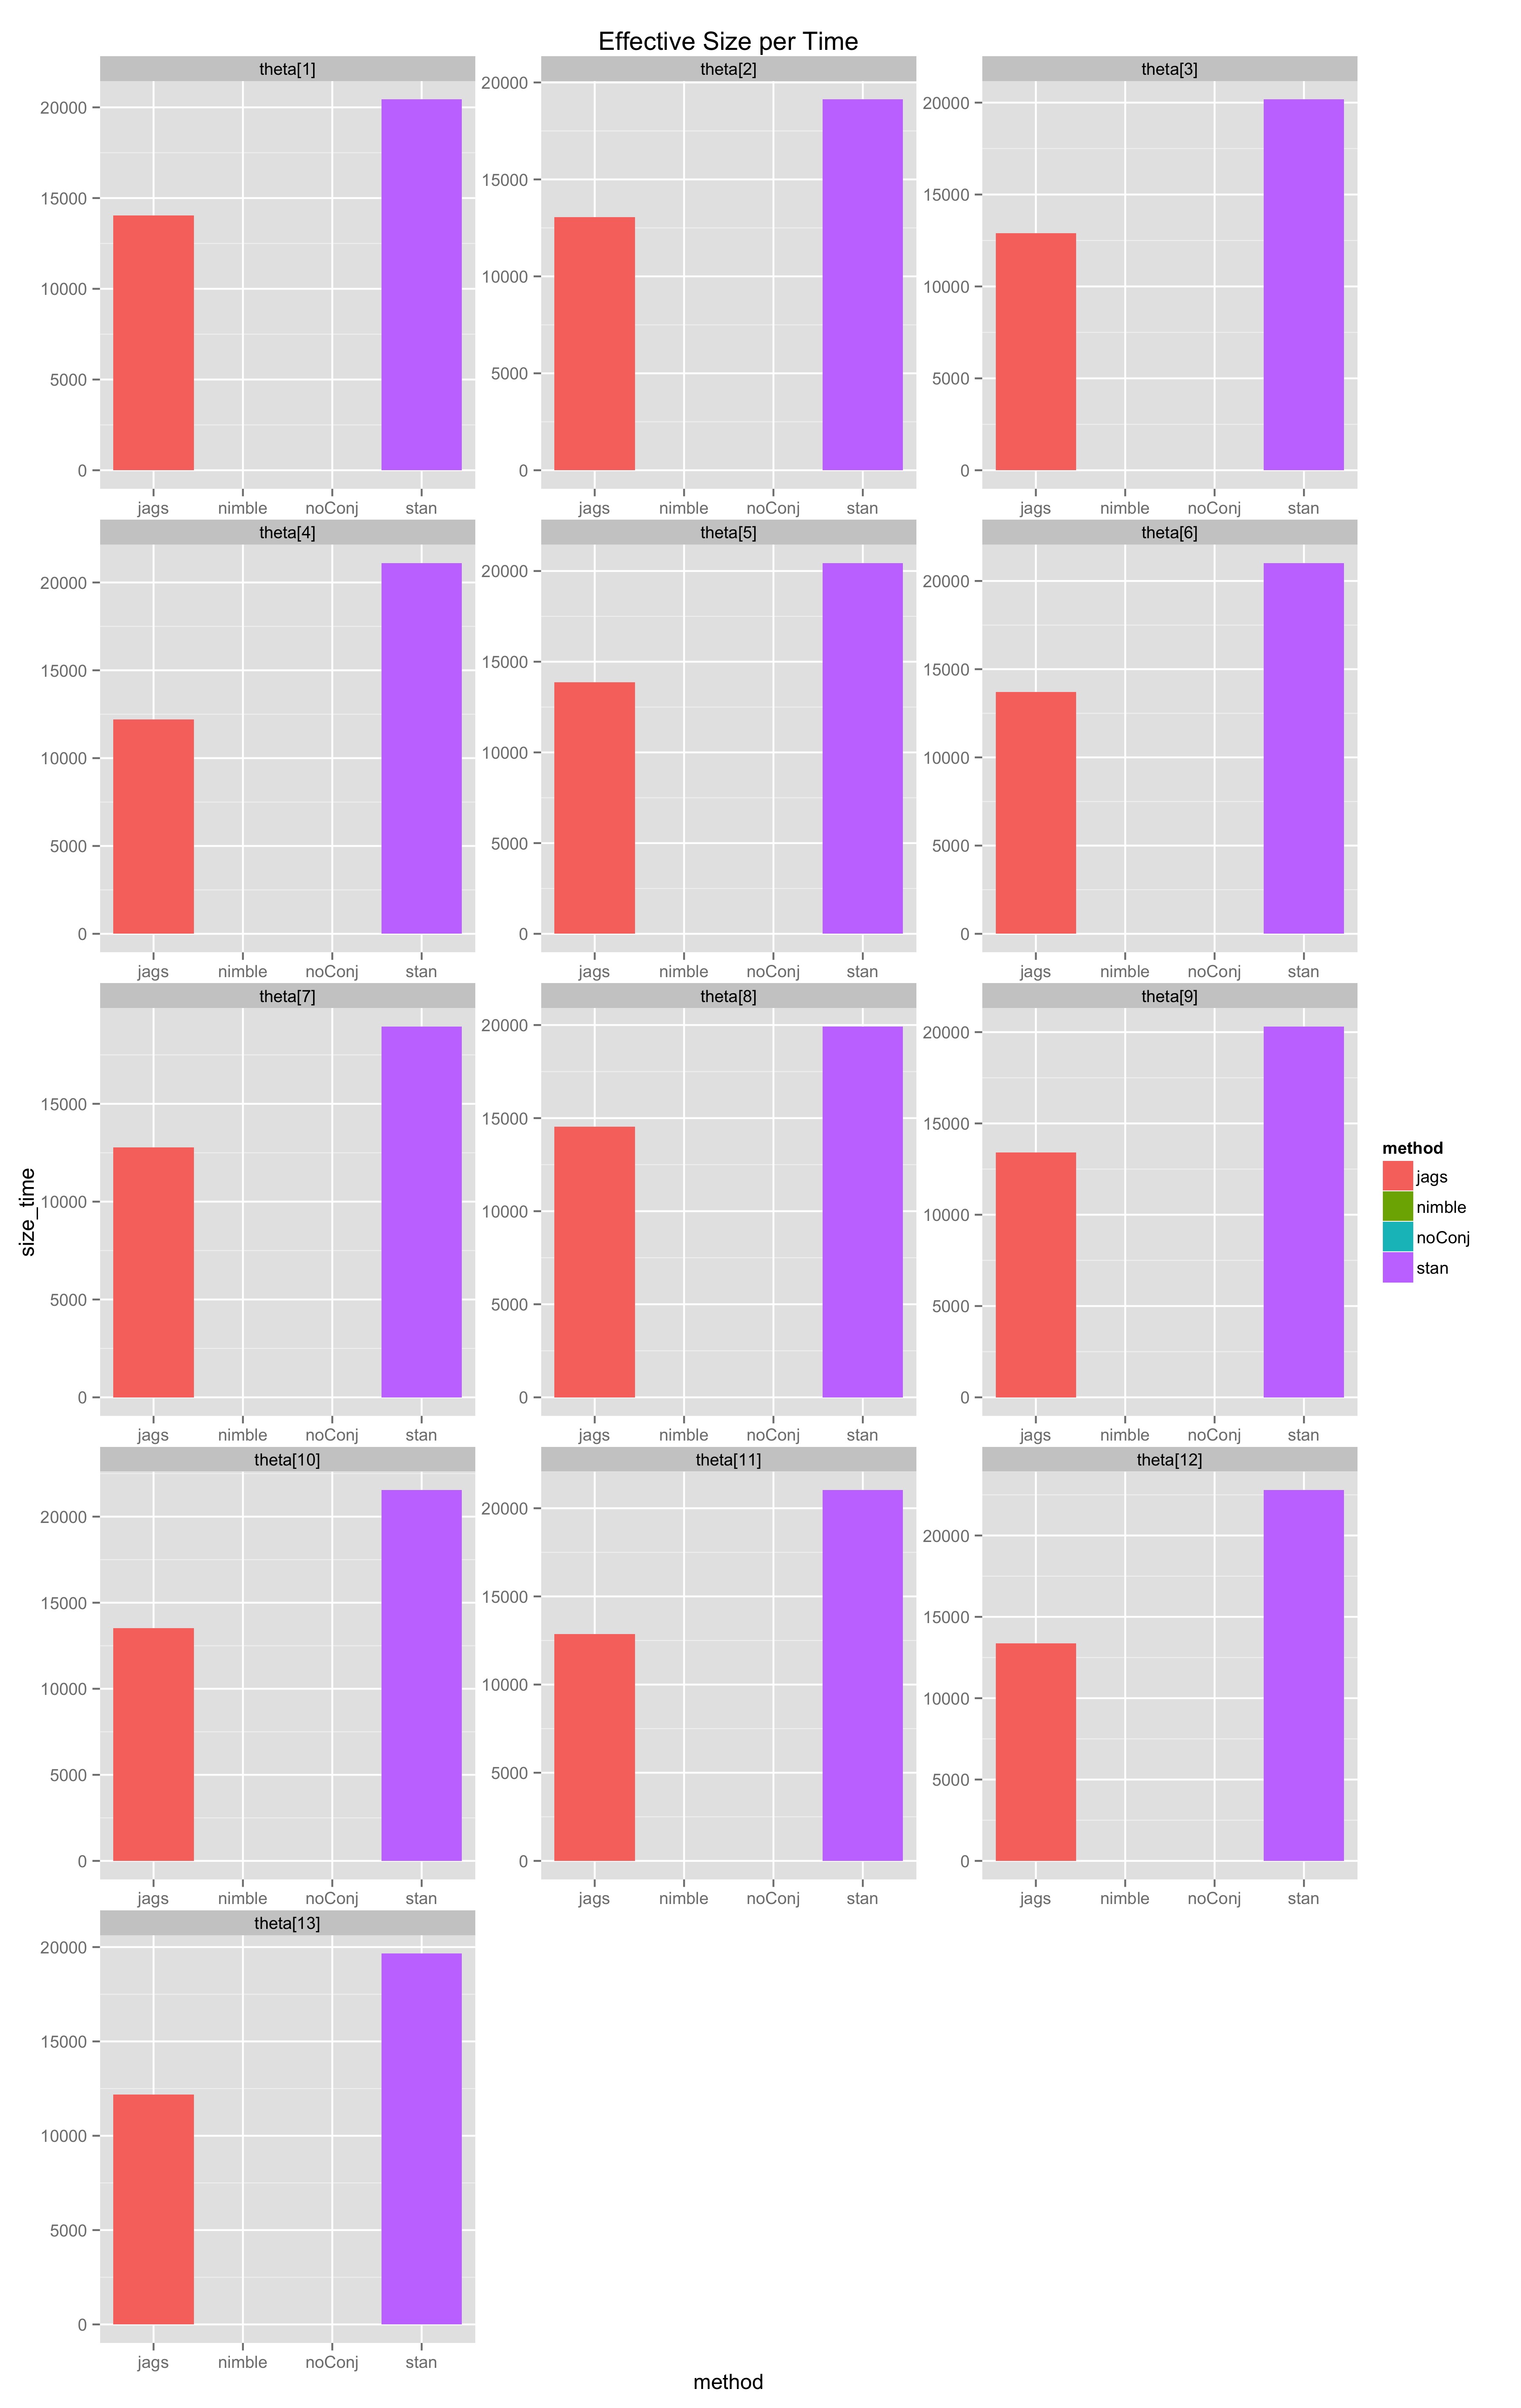 Effective Size per Time
theta[1] theta[2] theta[3]
20000 20000 20000
15000 15000 15000
10000 10000 10000
5000 5000 5000
0 0 0
jags nimble noConj stan jags nimble noConj stan jags nimble noConj stan
theta[4] theta[5] theta[6]
20000 20000 20000
15000 15000 15000
10000 10000 10000
5000 5000 5000
0 0 0
jags nimble noConj stan jags nimble noConj stan jags nimble noConj stan
theta[7] theta[8] theta[9]
20000 20000
15000 15000 15000
10000 10000 10000
5000 5000 5000
0 0 0
jags nimble noConj stan jags nimble noConj stan jags nimble noConj stan
theta[10] theta[11] theta[12]
20000 20000 20000
15000 15000 15000
10000 10000 10000
5000 5000 5000
0 0 0
jags nimble noConj stan jags nimble noConj stan jags nimble noConj stan
theta[13]
20000
15000
10000
5000
0
jags nimble noConj stan
size_time
method
method
jags
nimble
noConj
stan